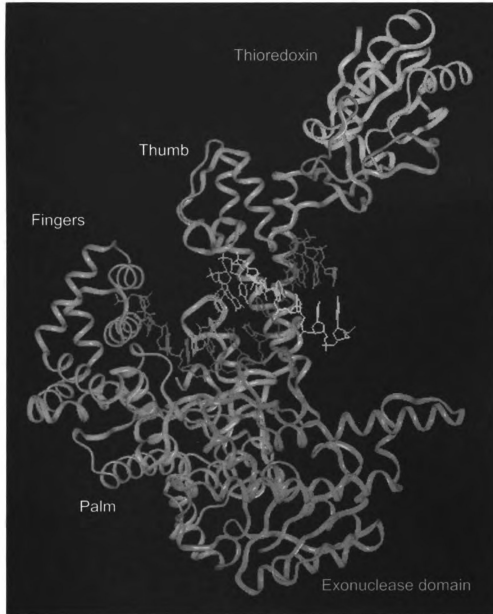 Thioredoxin
Thumb
Fingers
Palm
Exonuclease domain